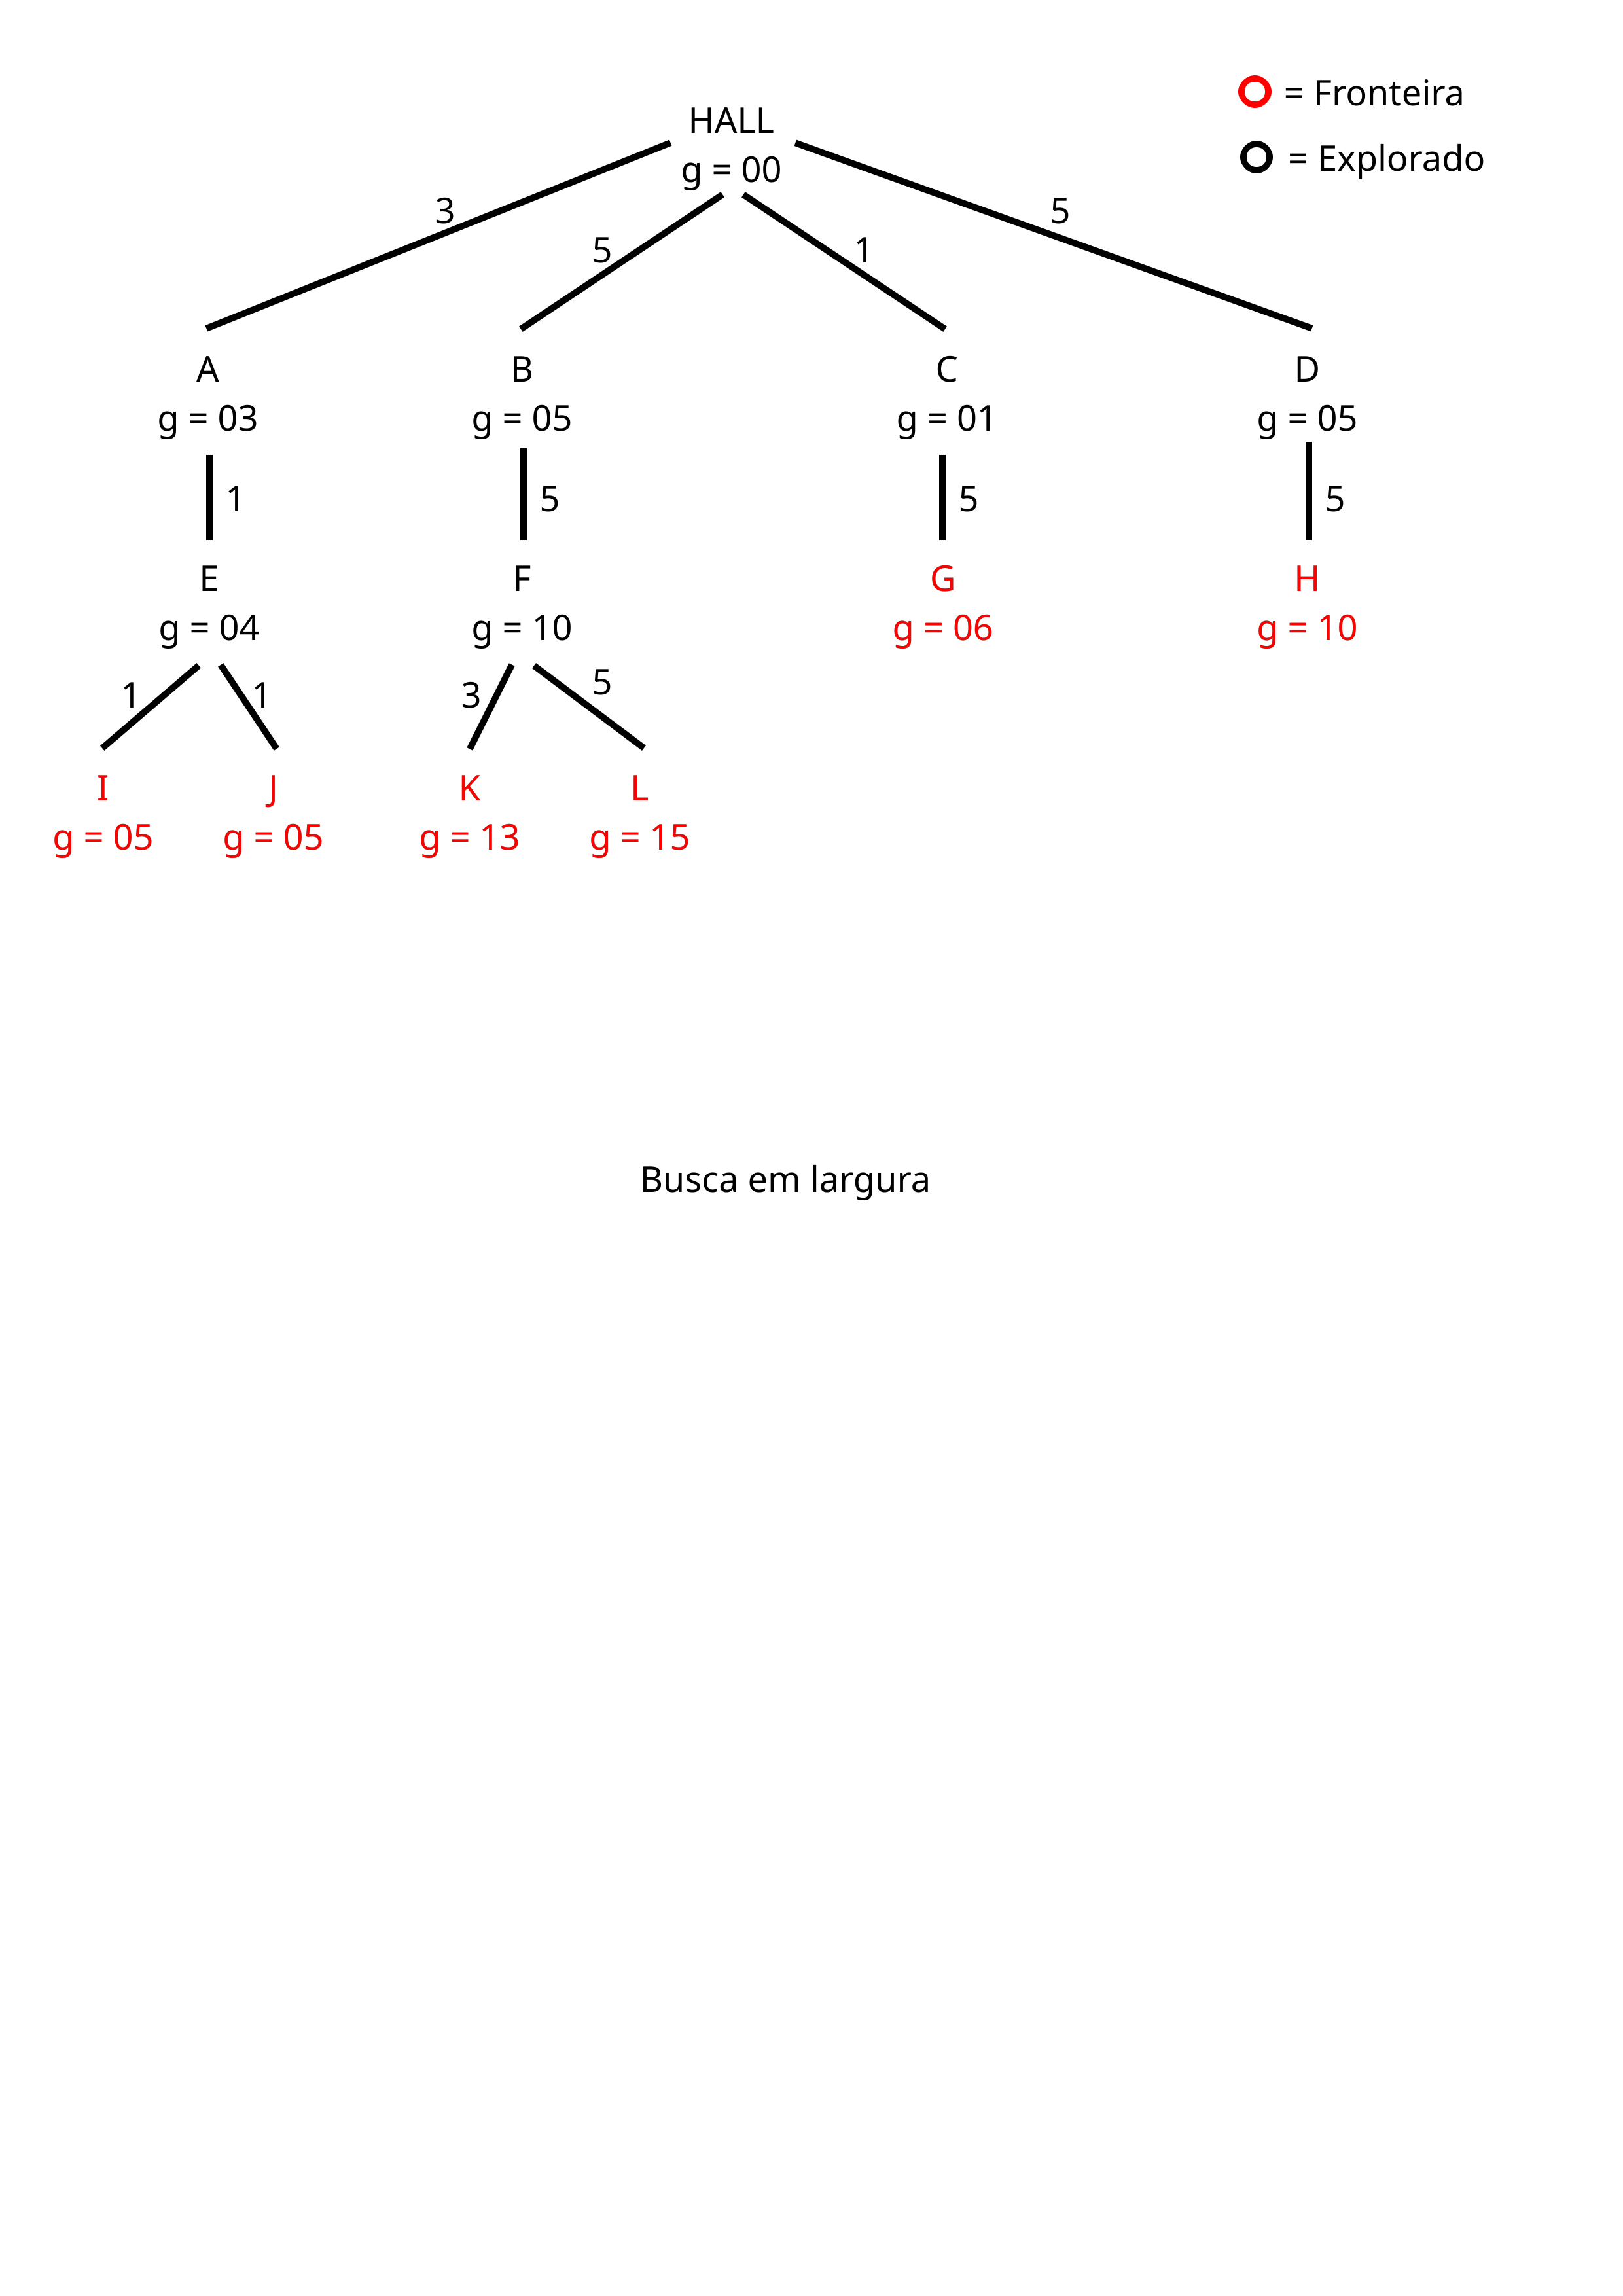 = Fronteira
HALL
= Explorado
g = 00
3
5
5
1
A
B
C
D
g = 03
g = 05
g = 01
g = 05
1
5
5
5
E
F
G
H
g = 04
g = 10
g = 06
g = 10
1
1
3
5
I
J
K
L
g = 05
g = 05
g = 13
g = 15
Busca em largura